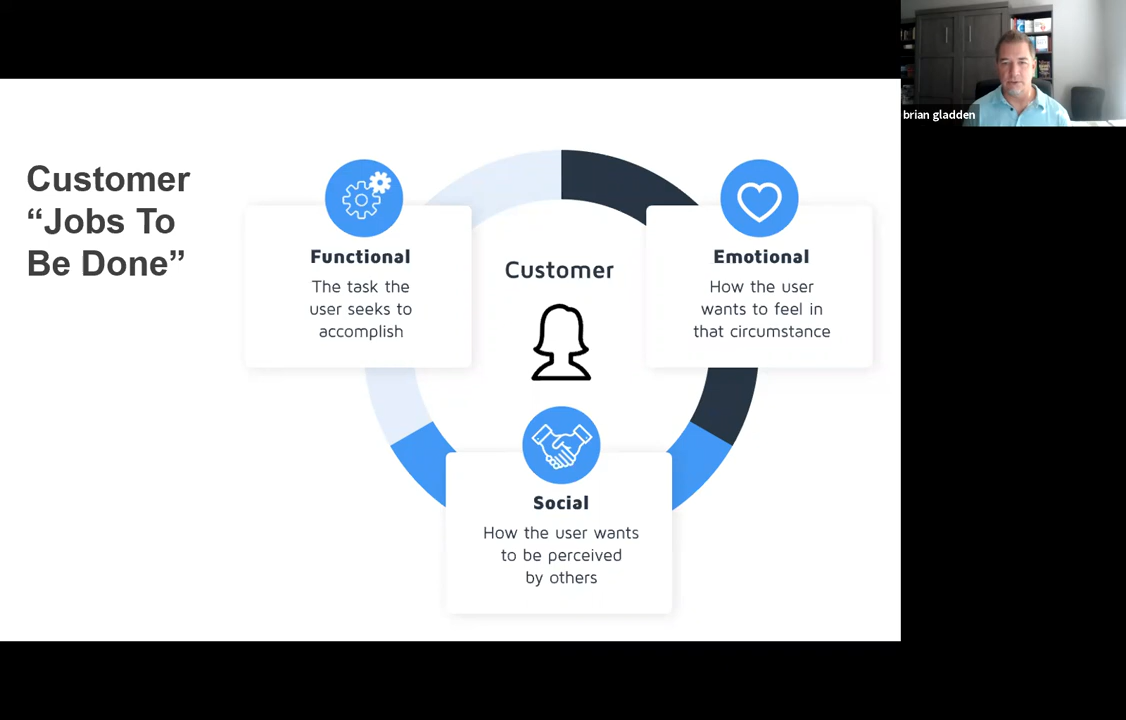 Customer
“Jobs To
Be Done”
Functional
The task the
user seeks to
accomplish
Customer
Emotional
How the user
wants to feel in
that circumstance
Social
How the user wants
to be perceived
by others
brian gladden